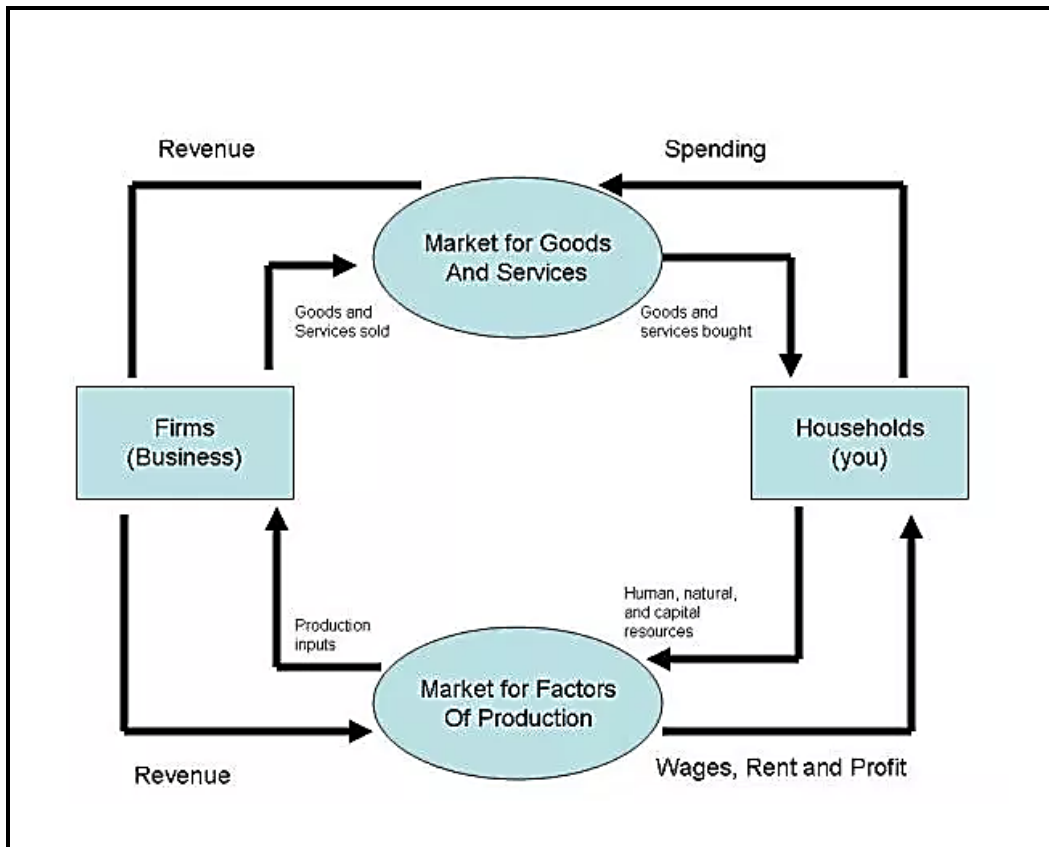 Revenue
Spending
Market for Goods
And Services
Goods and
Services sold
Goods and
services bought
Firms
(Business)
Households
(you)
Human, natural,
and capital
resources
Production
inputs
Market for Factors
Of Production
Revenue
Wages, Rent and Profit